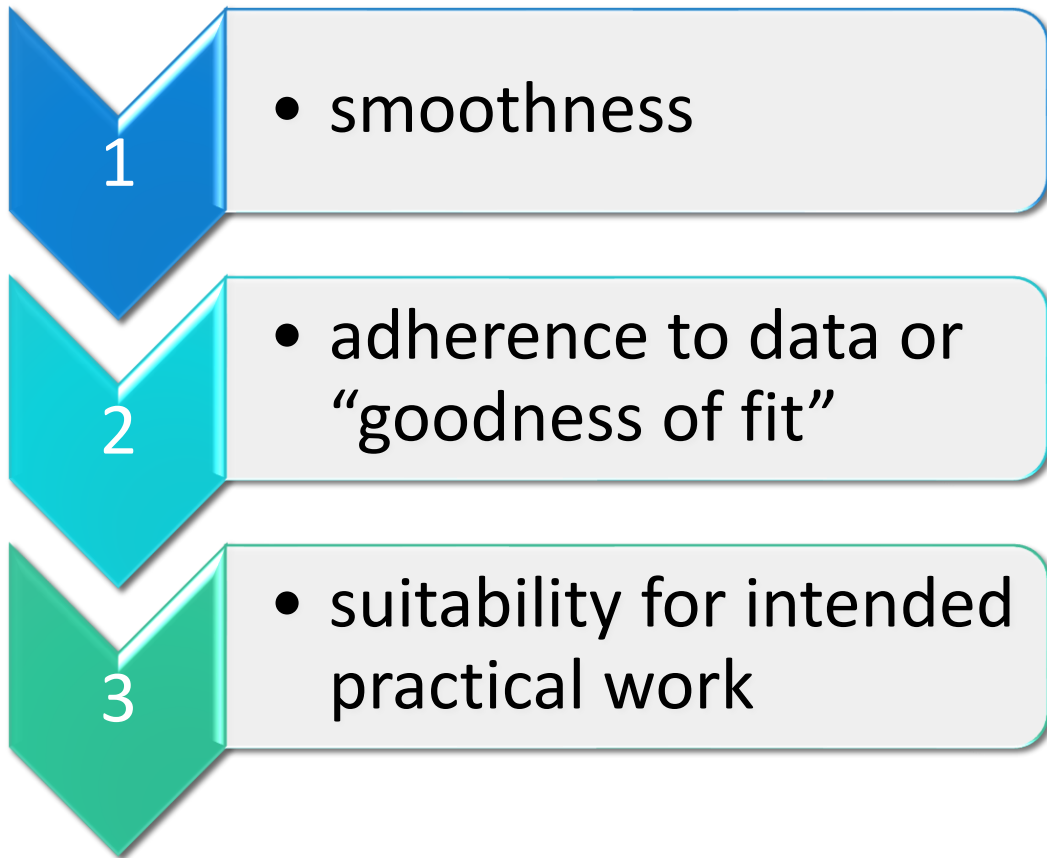 1
• smoothness
2
• adherence to data or
“goodness of fit”
3
• suitability for intended
practical work